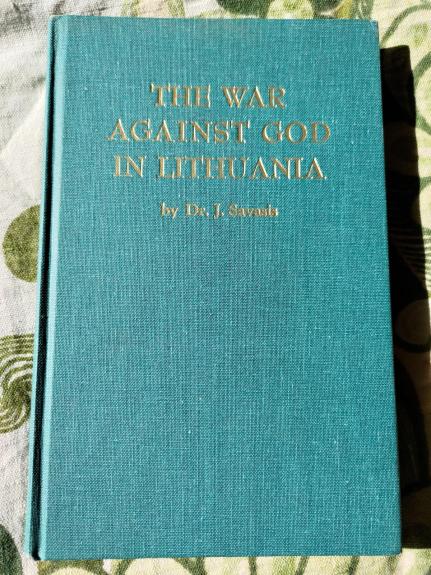 THE WAR
AGAINST GOD
IN LITHUANIA
by Dr. J. Savasis